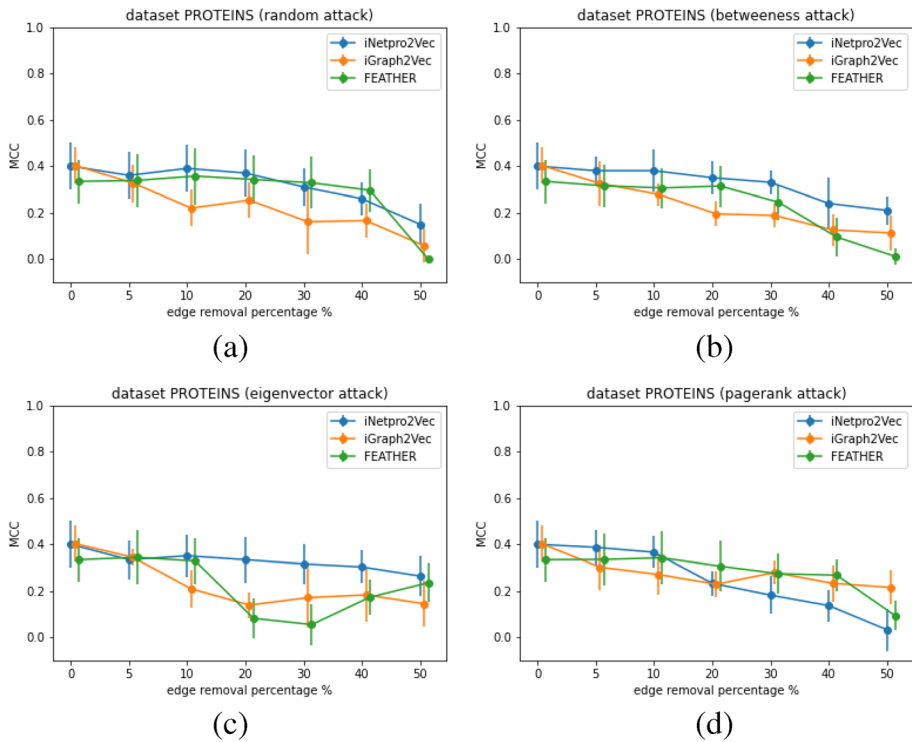 dataset PROTEINS (random attack)
1.0
0.8
0.6
0.4
0.2
0.0
MCC
iNetpro2Vec
iGraph2Vec
FEATHER
0 5 10 20 30 40 50
edge removal percentage %
(a)
dataset PROTEINS (betweeness attack)
1.0
0.8
0.6
0.4
0.2
0.0
MCC
iNetpro2Vec
iGraph2Vec
FEATHER
0 5 10 20 30 40 50
edge removal percentage %
(b)
dataset PROTEINS (eigenvector attack)
1.0
0.8
0.6
0.4
0.2
0.0
MCC
iNetpro2Vec
iGraph2Vec
FEATHER
0 5 10 20 30 40 50
edge removal percentage %
(c)
dataset PROTEINS (pagerank attack)
1.0
0.8
0.6
0.4
0.2
0.0
MCC
iNetpro2Vec
iGraph2Vec
FEATHER
0 5 10 20 30 40 50
edge removal percentage %
(d)